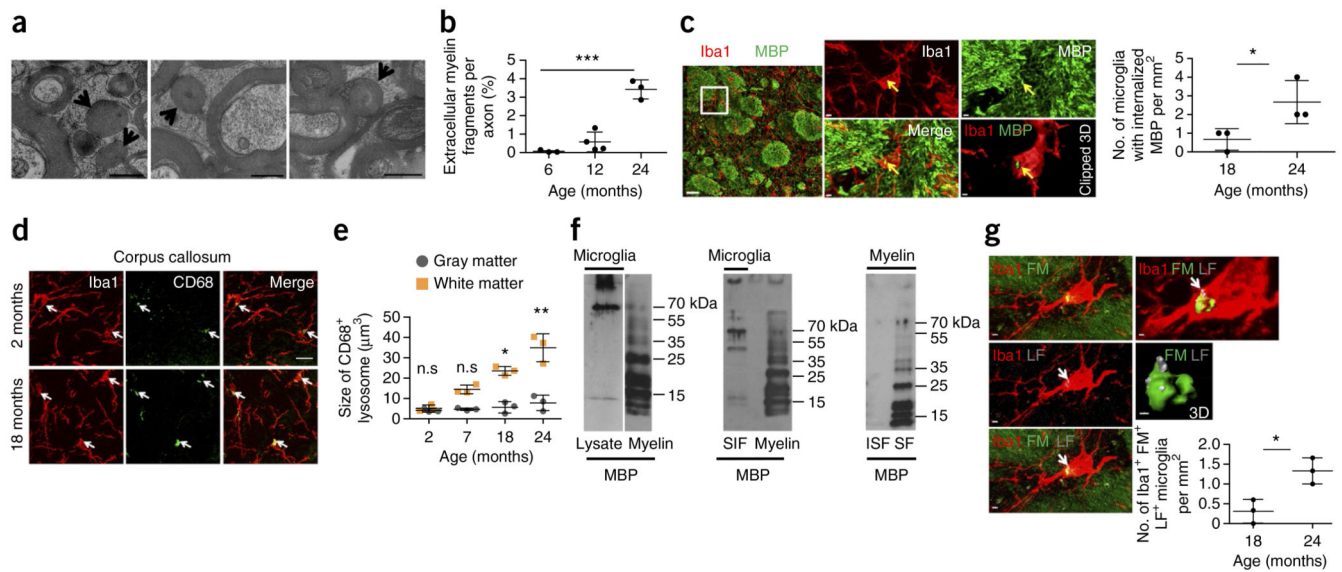 a
b
Extracellular myelin
fragments per
axon (%)
***
5
4
3
2
1
0
6 12 24
Age (months)
c
Iba1 MBP
Iba1
MBP
Merge
Iba1 MBP
Clipped 3D
No. of microglia
with internalized
MBP per mm2
*
5
4
3
2
1
0
18 24
Age (months)
d
Corpus callosum
Iba1 CD68 Merge
2 months
18 months
e
Gray matter
White matter
Size of CD68+
lysosome (μm3)
50
40
30
20
10
0
n.s n.s * **
2 7 18 24
Age (months)
f
Microglia
70 kDa
55
35
25
15
Lysate Myelin
MBP
Microglia
70 kDa
55
35
25
15
SIF Myelin
MBP
Myelin
70 kDa
55
35
25
15
ISF SF
MBP
g
Iba1 FM
Iba1 FM LF
Iba1 LF
FM LF
3D
Iba1 FM LF
No. of Iba1+ FM+
LF+ microglia
per mm2
*
2.0
1.5
1.0
0.5
0
18 24
Age (months)